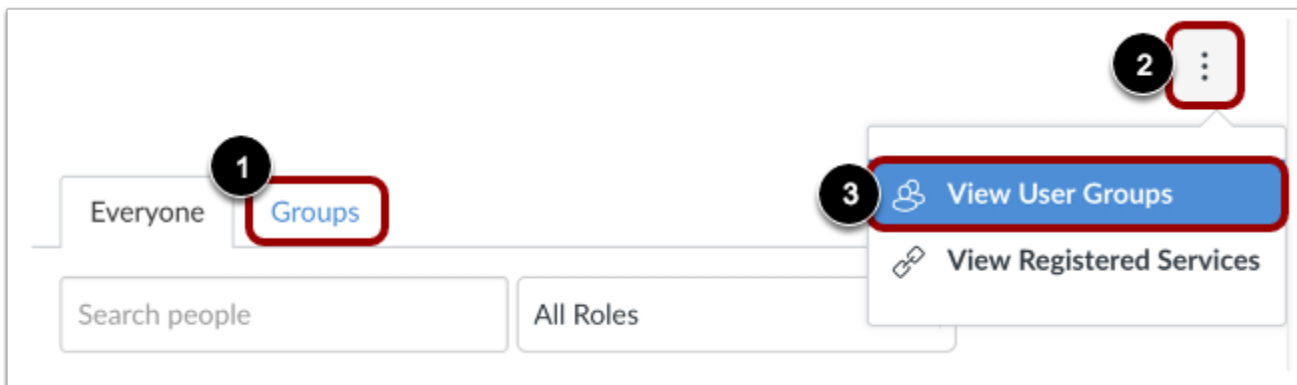 2
1
3
View User Groups
Everyone
Groups
View Registered Services
Search people
All Roles